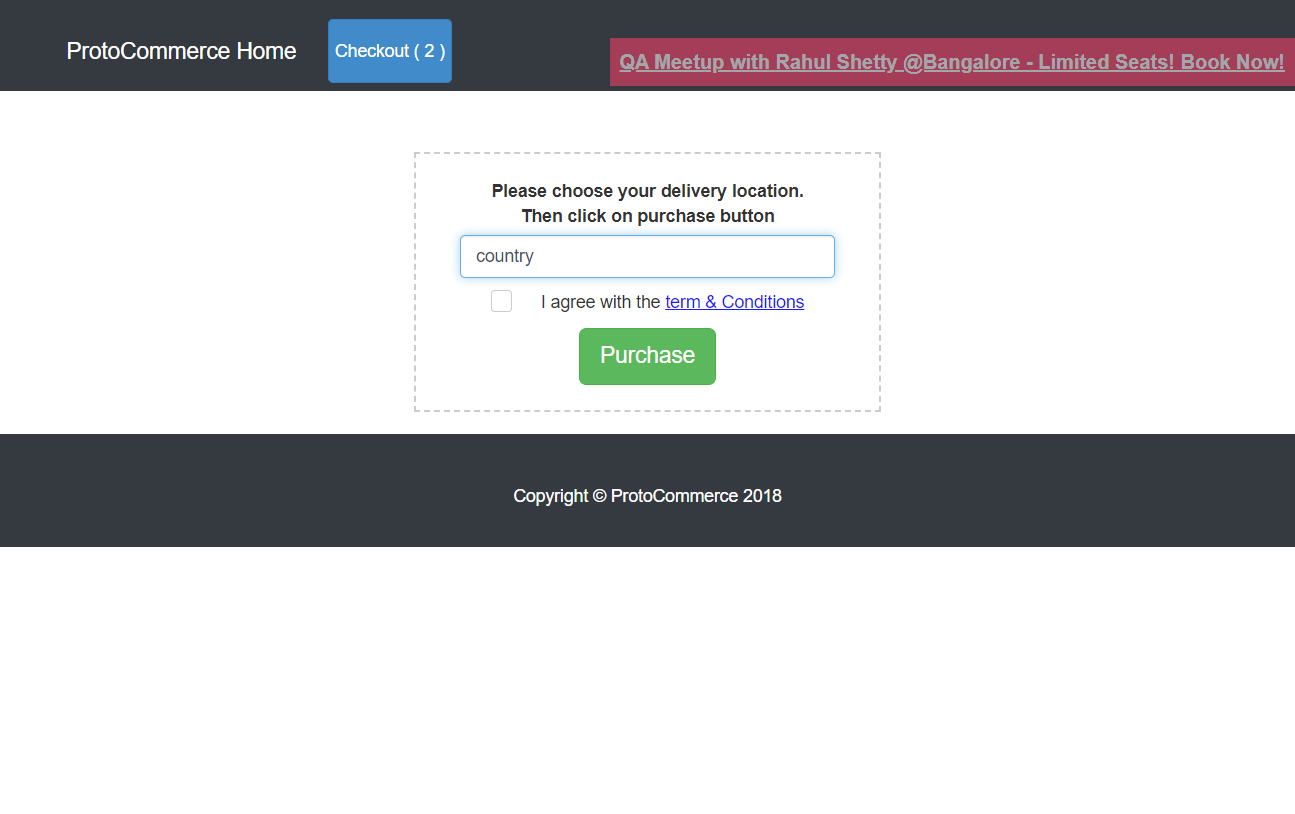 ProtoCommerce Home
Checkout ( 2 )
QA Meetup with Rahul Shetty @Bangalore - Limited Seats! Book Now!
Please choose your delivery location.
Then click on purchase button
country
I agree with the term & Conditions
Purchase
Copyright © ProtoCommerce 2018